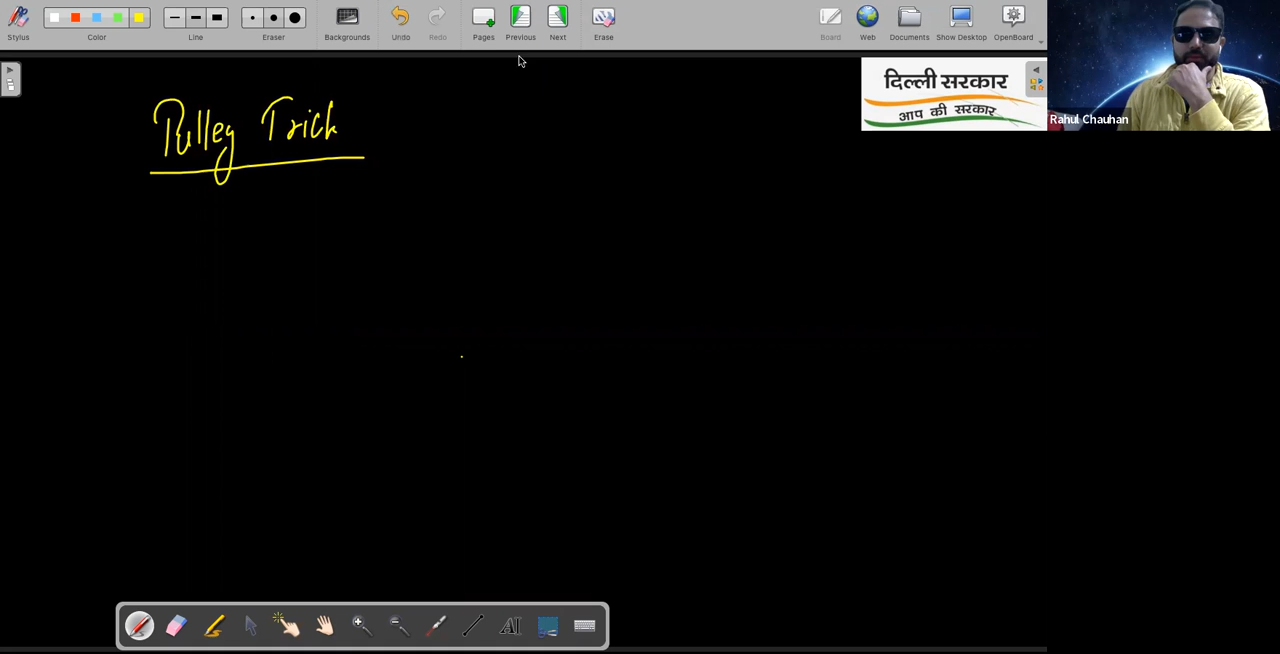 Stylus Color Line Eraser Backgrounds Undo Redo Pages Previous Next Erase Board Web Documents Show Desktop OpenBoard
दिल्ली सरकार
आप की सरकार
Rahul Chauhan
Pulley Trick
AI